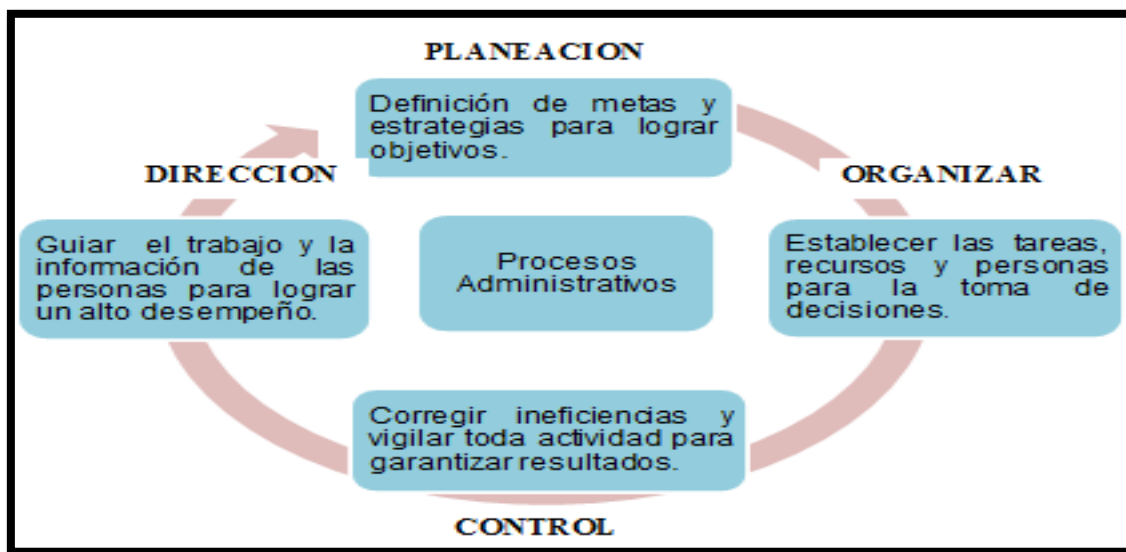 PLANEACION
Definición de metas y
estrategias para lograr
objetivos.
DIRECCION
ORGANIZAR
Guiar el trabajo y la
información de las
personas para lograr
un alto desempeño.
Procesos
Administrativos
Establecer las tareas,
recursos y personas
para la toma de
decisiones.
Corregir ineficiencias y
vigilar toda actividad para
garantizar resultados.
CONTROL